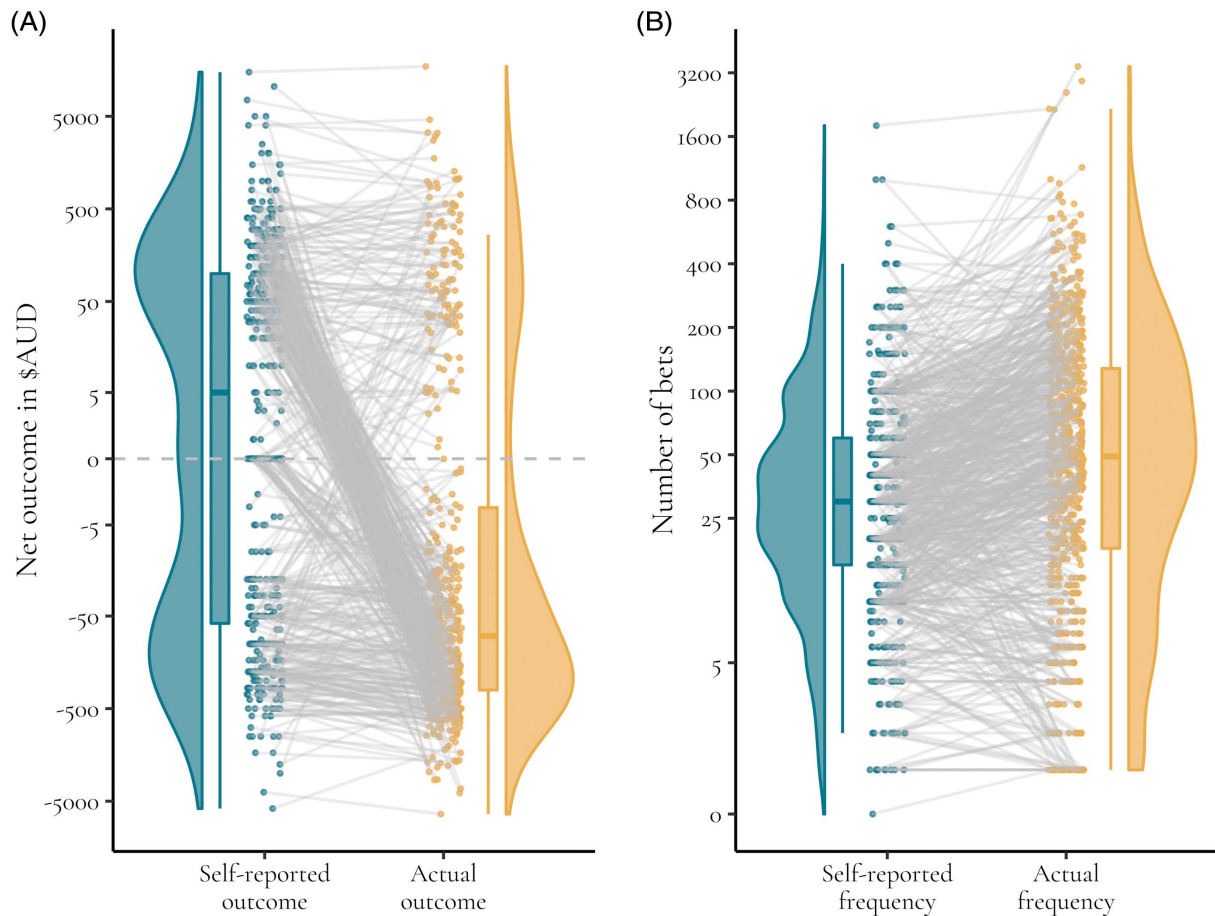 (A)
Net outcome in $AUD
5000
500
50
5
0
-5
-50
-500
-5000
Self-reported
outcome
Actual
outcome
(B)
Number of bets
3200
1600
800
400
200
100
50
25
5
0
Self-reported
frequency
Actual
frequency